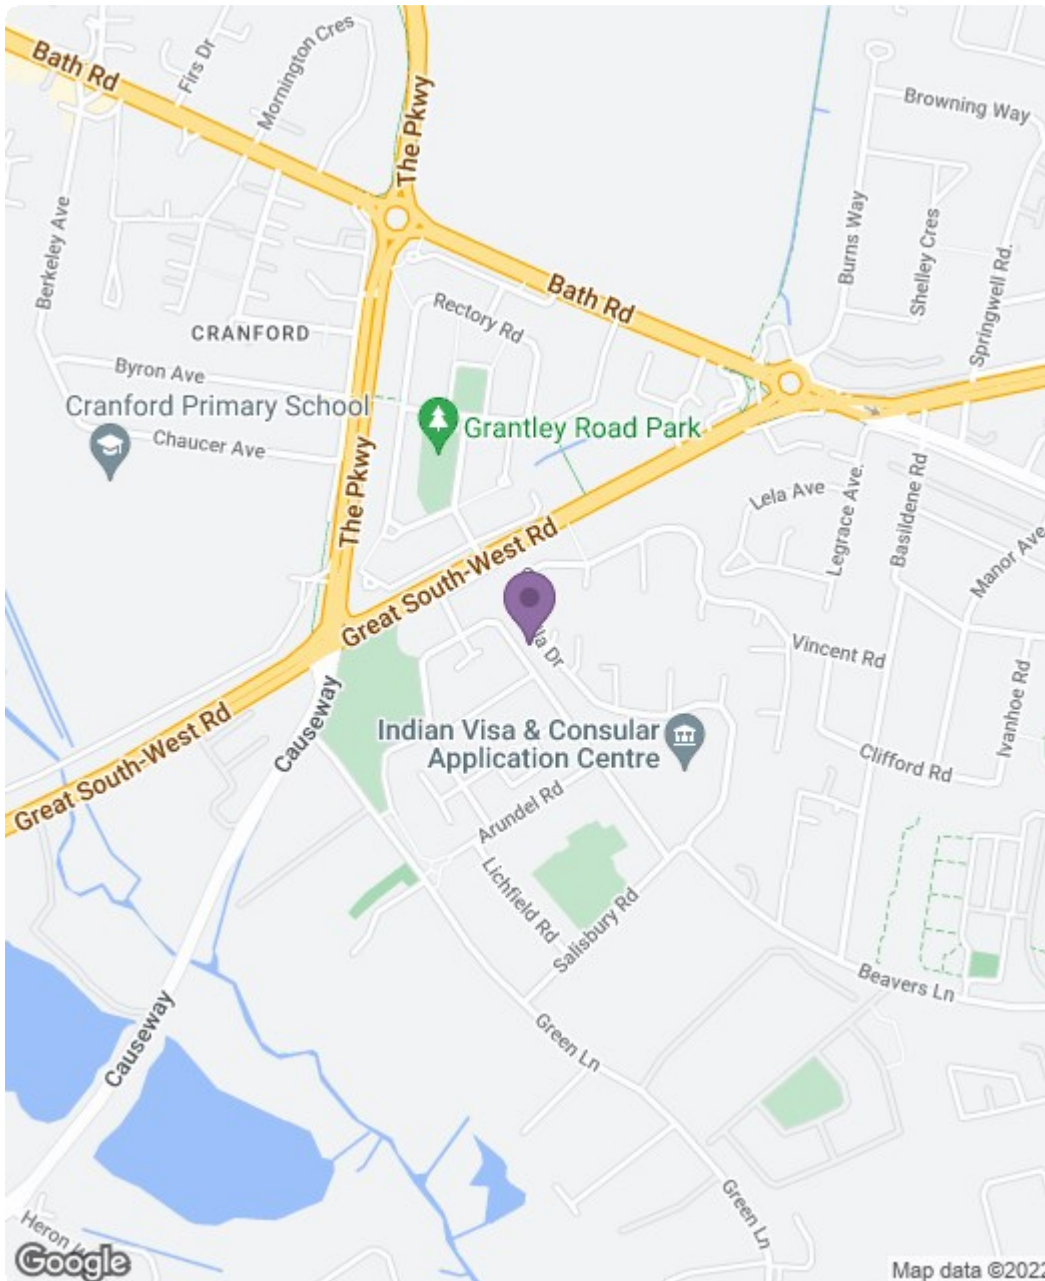 Bath Rd
Firs Dr
Mornington Cres
The Pkwy
Browning Way
Berkeley Ave
Burns Way
Shelley Cres
Springwell Rd.
Bath Rd
Rectory Rd
CRANFORD
Byron Ave
Cranford Primary School
Chaucer Ave
Grantley Road Park
The Pkwy
Lela Ave
Legrace Ave.
Basildene Rd
Manor Ave
Great South-West Rd
Dr
Vincent Rd
Ivanhoe Rd
Causeway
Great South-West Rd
Indian Visa & Consular
Application Centre
Clifford Rd
Arundel Rd
Lichfield Rd
Salisbury Rd
Beavers Ln
Causeway
Green Ln
Green Ln
Heron
Google
Map data ©2022